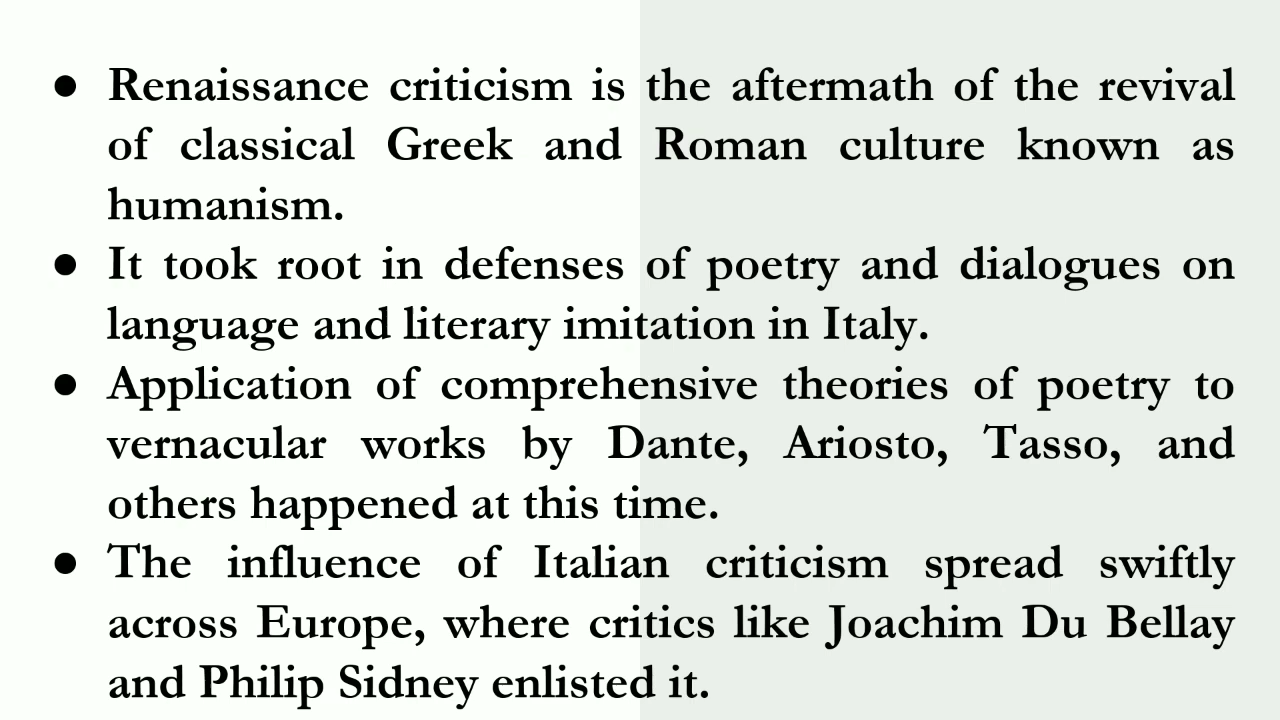 ● Renaissance criticism is the aftermath of the revival
of classical Greek and Roman culture known as
humanism.
● It took root in defenses of poetry and dialogues on
language and literary imitation in Italy.
● Application of comprehensive theories of poetry to
vernacular works by Dante, Ariosto, Tasso, and
others happened at this time.
● The influence of Italian criticism spread swiftly
across Europe, where critics like Joachim Du Bellay
and Philip Sidney enlisted it.